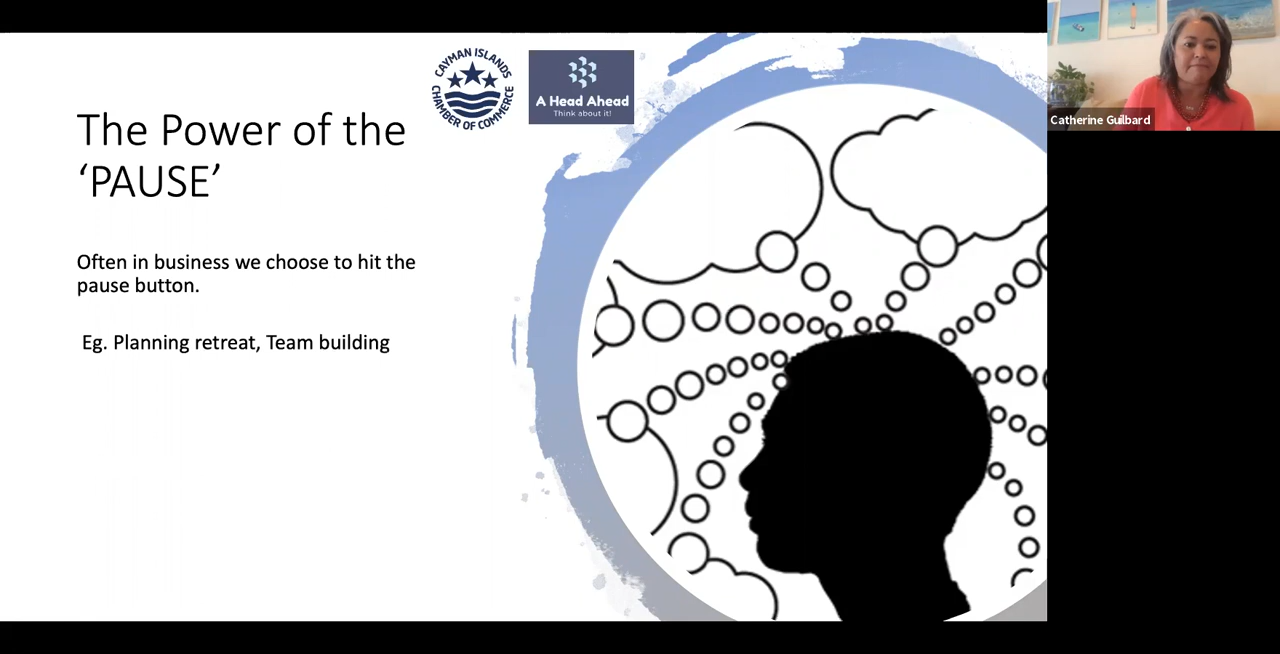 The Power of the
‘PAUSE’
Often in business we choose to hit the
pause button.
Eg. Planning retreat, Team building
CAYMAN ISLANDS
CHAMBER OF COMMERCE
A Head Ahead
Think about it!
Catherine Guilbard